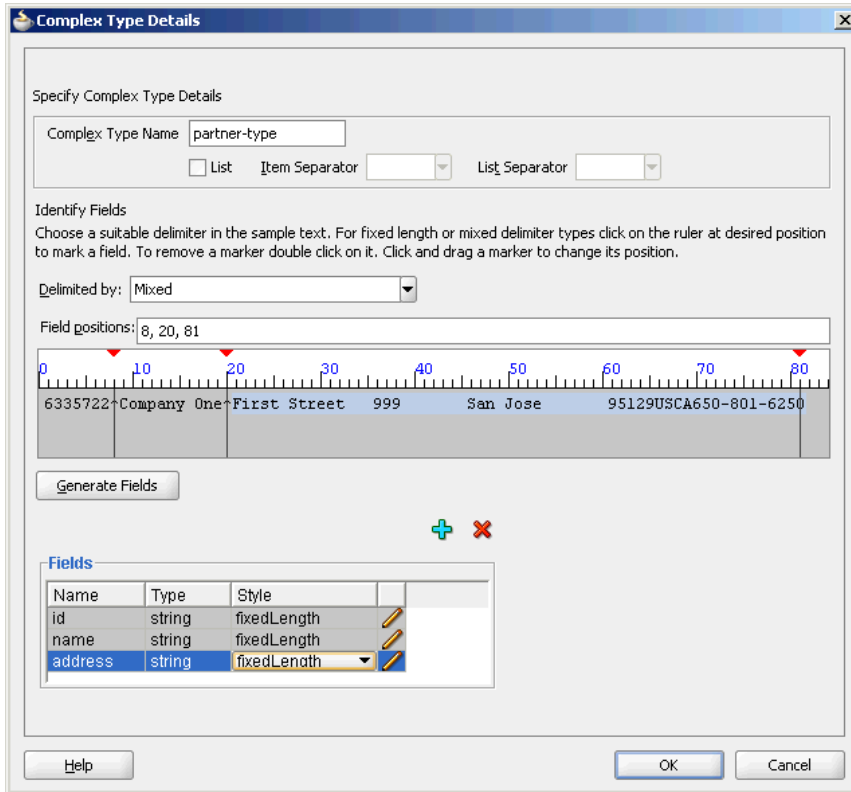 Complex Type Details
Specify Complex Type Details
Complex Type Name partner-type
List Item Separator List Separator
Identify Fields
Choose a suitable delimiter in the sample text. For fixed length or mixed delimiter types click on the ruler at desired position
to mark a field. To remove a marker double click on it. Click and drag a marker to change its position.
Delimited by: Mixed
Field positions: 8, 20, 81
0 10 20 30 40 50 60 70 80
6335722^Company One^First Street 999 San Jose 95129USCA650-801-6250
Generate Fields
Fields
Name Type Style
id string fixedLength
name string fixedLength
address string fixedLength
Help OK Cancel